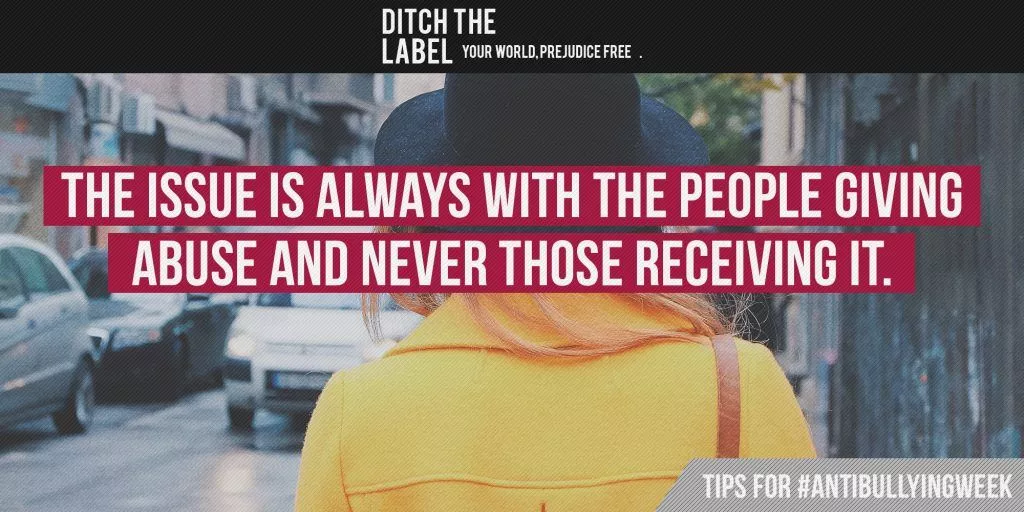 DITCH THE
LABEL YOUR WORLD, PREJUDICE FREE .
THE ISSUE IS ALWAYS WITH THE PEOPLE GIVING
ABUSE AND NEVER THOSE RECEIVING IT.
TIPS FOR #ANTIBULLYINGWEEK